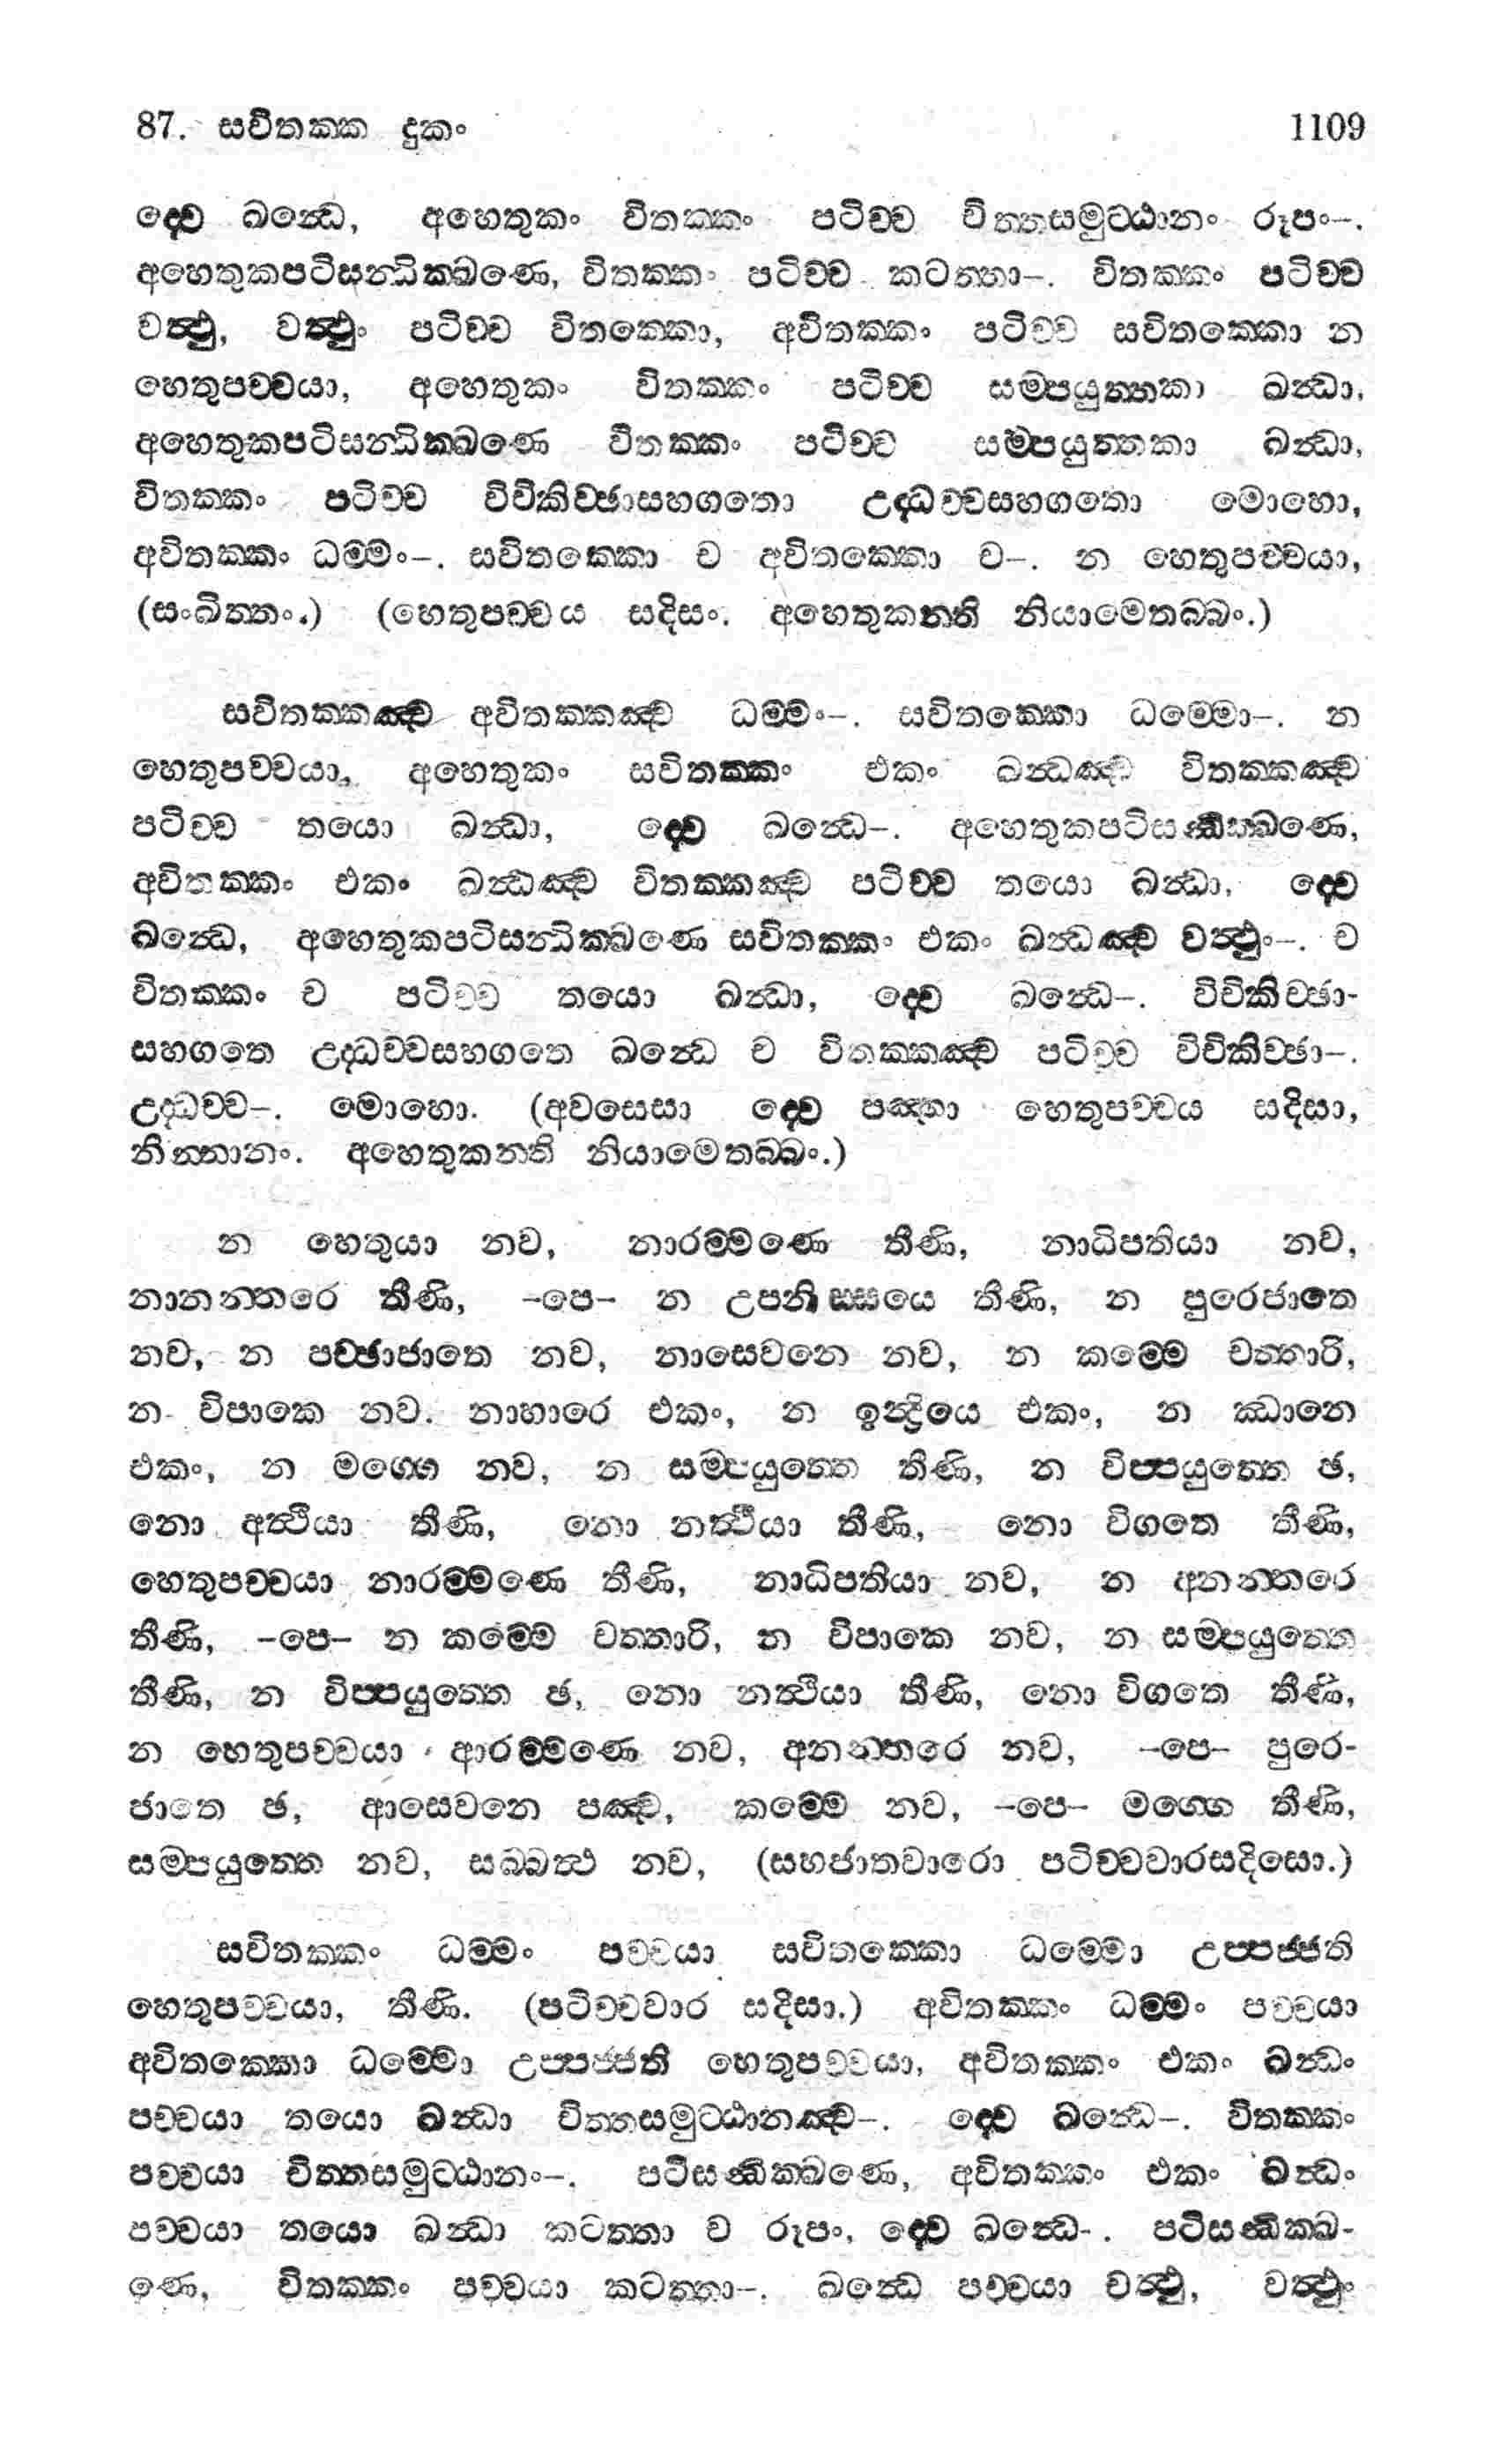 87. සවිතක්ක දුකං 1109
ද්වෙ ඛන්ධෙ, අහෙතුකං විතක්කං පටිච්ච චිත්තසමුට්ඨානං රූපං–.
අහෙතුකපටිසන්ධික්ඛණෙ, විතක්කං පටිච්ච කටත්තා–. විතක්කං පටිච්ච
වත්ථු, වත්ථුං පටිච්ච විතක්කො, අවිතක්කං පටිච්ච සවිතක්කො න
හෙතුපච්චයා, අහෙතුකං විතක්කං පටිච්ච සම්පයුත්තකා ඛන්ධා,
අහෙතුකපටිසන්ධික්ඛණෙ විතක්කං පටිච්ච සම්පයුත්තකා ඛන්ධා,
විතක්කං පටිච්ච විචිකිච්ඡාසහගතො උද්ධච්චසහගතො මොහො,
අවිතක්කං ධම්මං–. සවිතක්කො ච අවිතක්කො ච–. න හෙතුපච්චයා,
(සංඛිත්තං.) (හෙතුපච්චය සදිසං. අහෙතුකන්ති නියාමෙතබ්බං.)
සවිතක්කඤ්ච අවිතක්කඤ්ච ධම්මං–. සවිතක්කො ධම්මො–. න
හෙතුපච්චයා, අහෙතුකං සවිතක්කං එකං ඛන්ධඤ්ච විතක්කඤ්ච
පටිච්ච තයො ඛන්ධා, ද්වෙ ඛන්ධෙ–. අහෙතුකපටිසන්ධික්ඛණෙ,
අවිතක්කං එකං ඛන්ධඤ්ච විතක්කඤ්ච පටිච්ච තයො ඛන්ධා, ද්වෙ
ඛන්ධෙ, අහෙතුකපටිසන්ධික්ඛණෙ සවිතක්කං එකං ඛන්ධඤ්ච වත්ථුං–. ච
විතක්කං ච පටිච්ච තයො ඛන්ධා, ද්වෙ ඛන්ධෙ–. විචිකිච්ඡා-
සහගතෙ උද්ධච්චසහගතෙ ඛන්ධෙ ච විතක්කඤ්ච පටිච්ච විචිකිච්ඡා–.
උද්ධච්ච–. මොහො. (අවසෙසා ද්වෙ පඤ්හා හෙතුපච්චය සදිසා,
නින්නානං. අහෙතුකන්ති නියාමෙතබ්බං.)
න හෙතුයා නව, නාරම්මණෙ තීණි, නාධිපතියා නව,
නානන්තරෙ තීණි, –පෙ– න උපනිස්සයෙ තීණි, න පුරෙජාතෙ
නව, න පච්ඡාජාතෙ නව, නාසෙවනෙ නව, න කම්මෙ චත්තාරි,
න විපාකෙ නව. නාහාරෙ එකං, න ඉන්ද්‍රියෙ එකං, න ඣානෙ
එකං, න මග්ගෙ නව, න සම්පයුත්තෙ තීණි, න විප්පයුත්තෙ ඡ,
නො අත්ථියා තීණි, නො නත්ථියා තීණි, නො විගතෙ තීණි,
හෙතුපච්චයා නාරම්මණෙ තීණි, නාධිපතියා නව, න අනන්තරෙ
තීණි, –පෙ– න කම්මෙ චත්තාරි, න විපාකෙ නව, න සම්පයුත්තෙ
තීණි, න විප්පයුත්තෙ ඡ, නො නත්ථියා තීණි, නො විගතෙ තීණි,
න හෙතුපච්චයා ආරම්මණෙ නව, අනන්තරෙ නව, –පෙ– පුරෙ-
ජාතෙ ඡ, ආසෙවනෙ පඤ්ච, කම්මෙ නව, –පෙ– මග්ගෙ තීණි,
සම්පයුත්තෙ නව, සබ්බත්ථ නව, (සහජාතවාරො පටිච්චවාරසදිසො.)
සවිතක්කං ධම්මං පච්චයා සවිතක්කො ධම්මො උප්පජ්ජති
හෙතුපච්චයා, තීණි. (පටිච්චවාර සදිසා.) අවිතක්කං ධම්මං පච්චයා
අවිතක්කො ධම්මො උප්පජ්ජති හෙතුපච්චයා, අවිතක්කං එකං ඛන්ධං
පච්චයා තයො ඛන්ධා චිත්තසමුට්ඨානඤ්ච–. ද්වෙ ඛන්ධෙ–. විතක්කං
පච්චයා චිත්තසමුට්ඨානං–. පටිසන්ධික්ඛණෙ, අවිතක්කං එකං ඛන්ධං
පච්චයා තයො ඛන්ධා කටත්තා ච රූපං, ද්වෙ ඛන්ධෙ-. පටිසන්ධික්ඛ-
ණෙ, විතක්කං පච්චයා කටත්තා–. ඛන්ධෙ පච්චයා වත්ථු, වත්ථුං